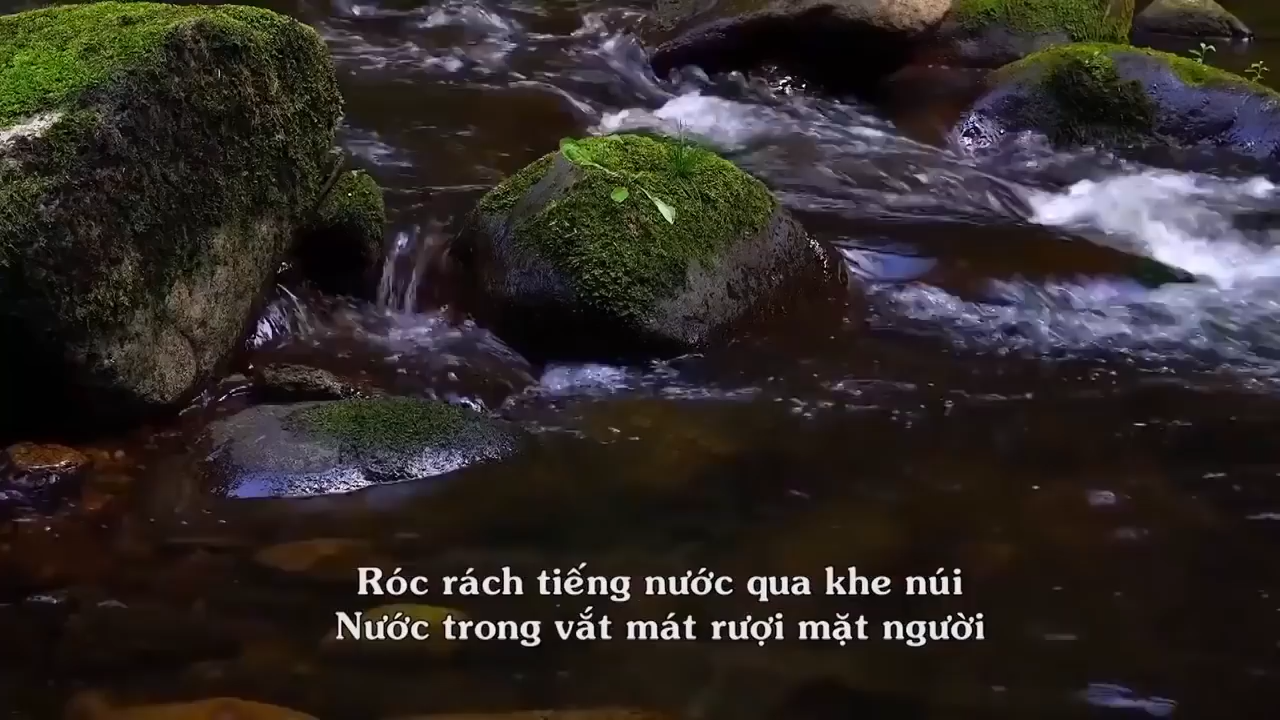 Róc rách tiếng nước qua khe núi
Nước trong vắt mát rượi mặt người